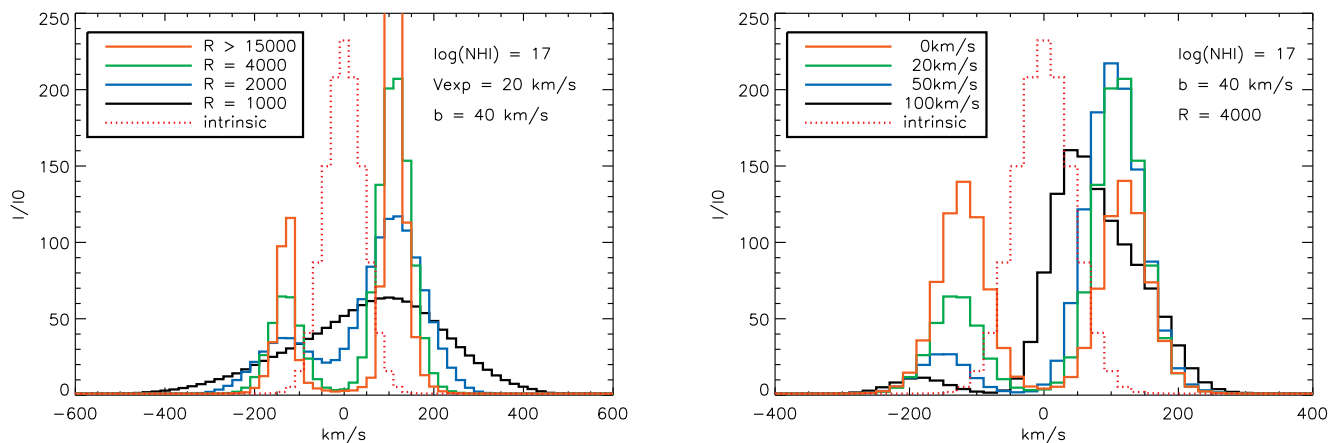 250
200
150
100
50
0
I/I0
R > 15000
R = 4000
R = 2000
R = 1000
intrinsic
log(NHI) = 17
Vexp = 20 km/s
b = 40 km/s
-600 -400 -200 0 200 400 600
km/s
250
200
150
100
50
0
I/I0
0km/s
20km/s
50km/s
100km/s
intrinsic
log(NHI) = 17
b = 40 km/s
R = 4000
-400 -200 0 200 400
km/s